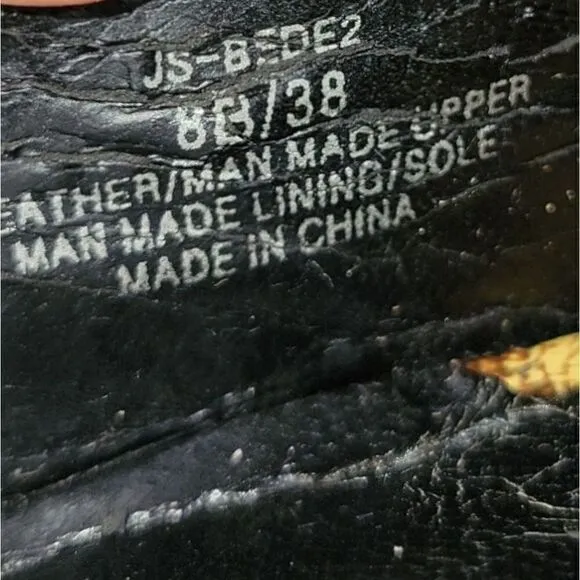 JS-BEDE2
8B/38
EATHER/MAN MADE UPPER
MAN MADE LINING/SOLE
MADE IN CHINA